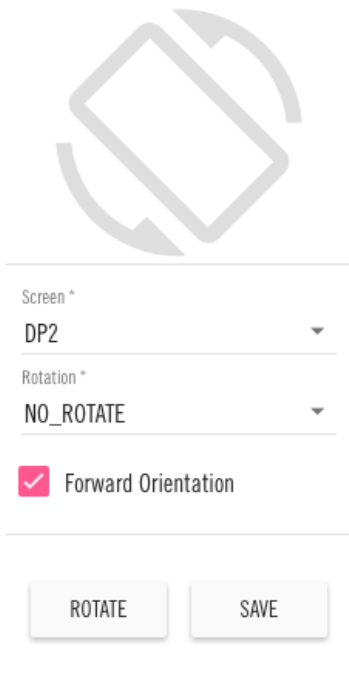 Screen *
DP2
Rotation *
NO_ROTATE
Forward Orientation
ROTATE SAVE